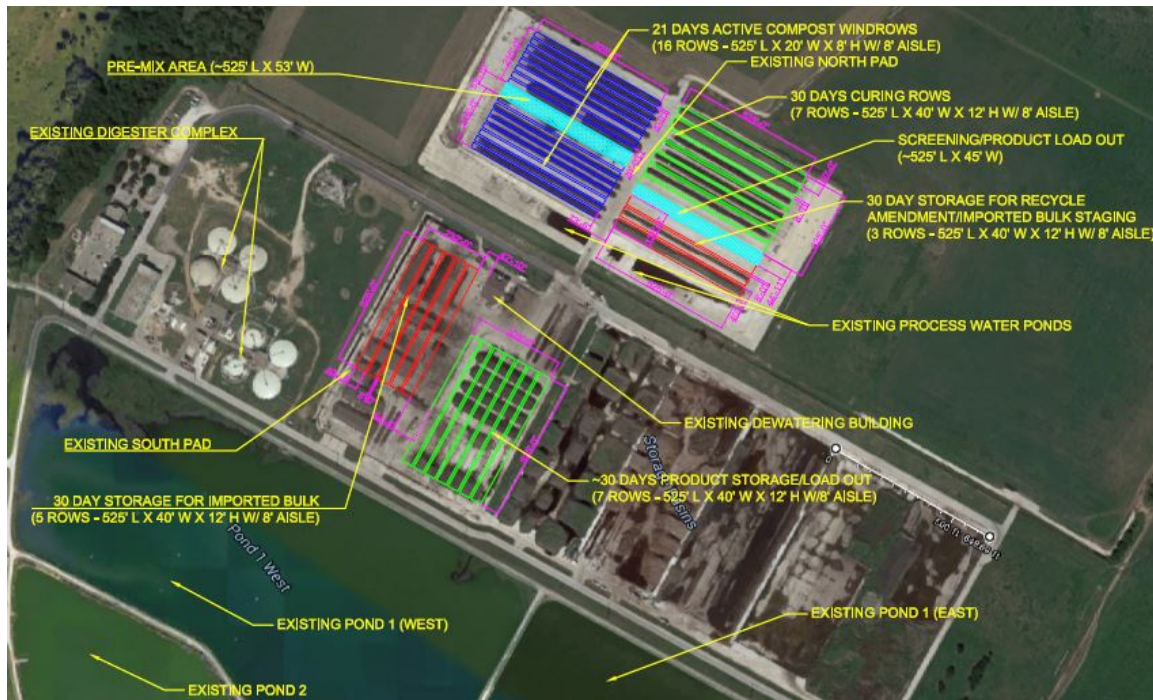 21 DAYS ACTIVE COMPOST WINDROWS
(16 ROWS - 525' L X 20' W X 8' H W/ 8' AISLE)
EXISTING NORTH PAD
PRE-MIX AREA (~525' L X 53' W)
30 DAYS CURING ROWS
(7 ROWS - 525' L X 40' W X 12' H W/ 8' AISLE)
EXISTING DIGESTER COMPLEX
SCREENING/PRODUCT LOAD OUT
(~525' L X 45' W)
30 DAY STORAGE FOR RECYCLE
AMENDMENT/IMPORTED BULK STAGING
(3 ROWS - 525' L X 40' W X 12' H W/ 8' AISLE)
EXISTING PROCESS WATER PONDS
EXISTING DEWATERING BUILDING
EXISTING SOUTH PAD
Storage Basins
~30 DAYS PRODUCT STORAGE/LOAD OUT
(7 ROWS - 525' L X 40' W X 12' H W/8' AISLE)
30 DAY STORAGE FOR IMPORTED BULK
(5 ROWS - 525' L X 40' W X 12' H W/ 8' AISLE)
Pond 1 West
EXISTING POND 1 (WEST)
EXISTING POND 1 (EAST)
EXISTING POND 2